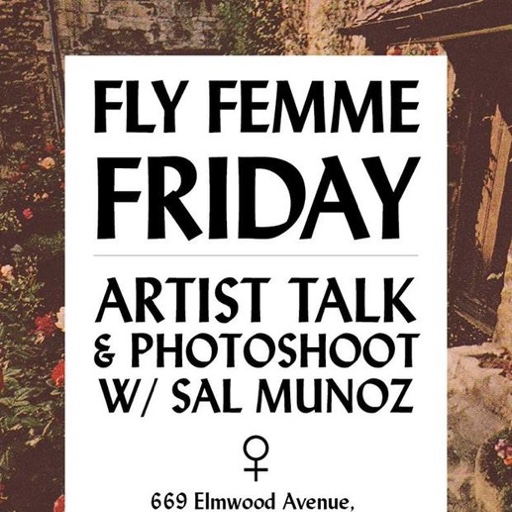 FLY FEMME
FRIDAY
ARTIST TALK
& PHOTOSHOOT
W/ SAL MUNOZ
♀
669 Elmwood Avenue,